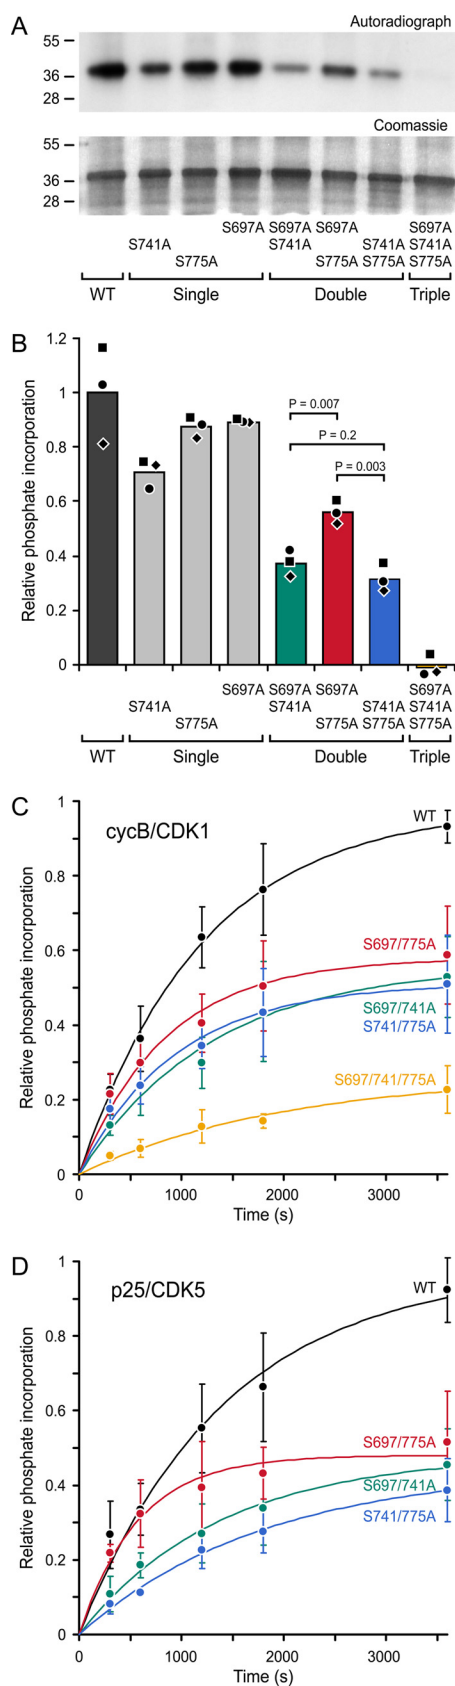 A
Autoradiograph
55
36
28
Coomassie
55
36
28
S697A S697A S697A S697A
S741A S741A S741A S741A
S775A S775A S775A S775A
WT Single Double Triple
B
Relative phosphate incorporation
1.2
1
0.8
0.6
0.4
0.2
0
P = 0.007
P = 0.2
P = 0.003
S697A S697A S697A S697A
S741A S741A S741A S741A
S775A S775A S775A S775A
WT Single Double Triple
C
cycB/CDK1
Relative phosphate incorporation
1
0.8
0.6
0.4
0.2
0
WT
S697/775A
S697/741A
S741/775A
S697/741/775A
0 1000 2000 3000
Time (s)
D
p25/CDK5
Relative phosphate incorporation
1
0.8
0.6
0.4
0.2
0
WT
S697/775A
S697/741A
S741/775A
0 1000 2000 3000
Time (s)